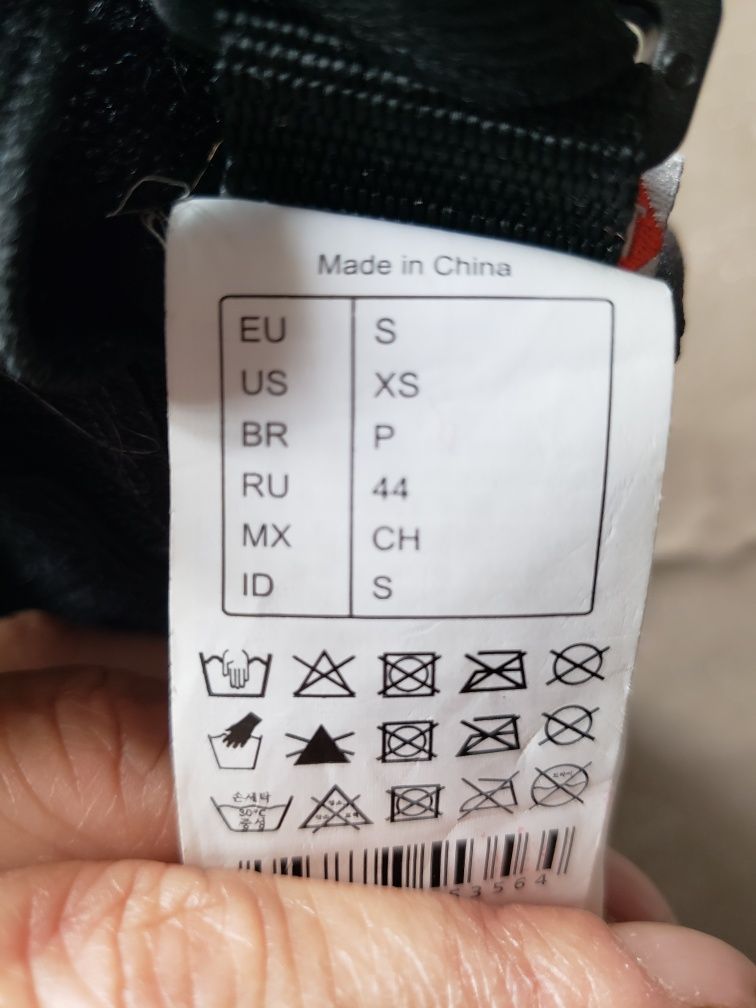 Made in China
EU S
US XS
BR P
RU 44
MX CH
ID S
손세탁
30°C
중성
53564